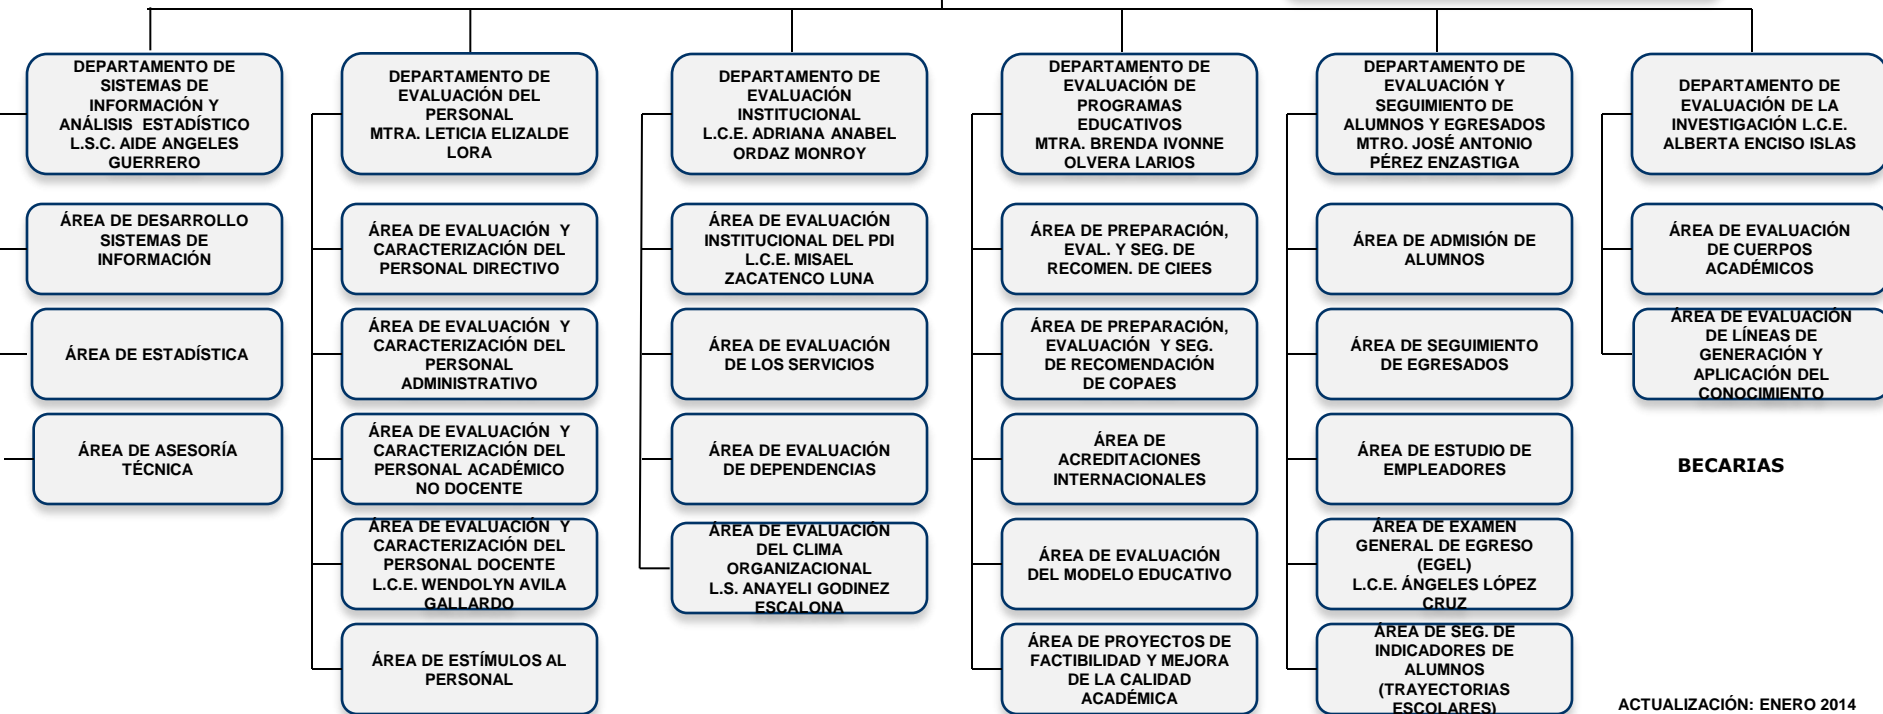 DEPARTAMENTO DE
SISTEMAS DE
INFORMACIÓN Y
ANÁLISIS ESTADÍSTICO
L.S.C. AIDE ANGELES
GUERRERO
ÁREA DE DESARROLLO
SISTEMAS DE
INFORMACIÓN
ÁREA DE ESTADÍSTICA
ÁREA DE ASESORÍA
TÉCNICA
DEPARTAMENTO DE
EVALUACIÓN DEL
PERSONAL
MTRA. LETICIA ELIZALDE
LORA
ÁREA DE EVALUACIÓN Y
CARACTERIZACIÓN DEL
PERSONAL DIRECTIVO
ÁREA DE EVALUACIÓN Y
CARACTERIZACIÓN DEL
PERSONAL
ADMINISTRATIVO
ÁREA DE EVALUACIÓN Y
CARACTERIZACIÓN DEL
PERSONAL ACADÉMICO
NO DOCENTE
ÁREA DE EVALUACIÓN Y
CARACTERIZACIÓN DEL
PERSONAL DOCENTE
L.C.E. WENDOLYN AVILA
GALLARDO
ÁREA DE ESTÍMULOS AL
PERSONAL
DEPARTAMENTO DE
EVALUACIÓN
INSTITUCIONAL
L.C.E. ADRIANA ANABEL
ORDAZ MONROY
ÁREA DE EVALUACIÓN
INSTITUCIONAL DEL PDI
L.C.E. MISAEL
ZACATENCO LUNA
ÁREA DE EVALUACIÓN
DE LOS SERVICIOS
ÁREA DE EVALUACIÓN
DE DEPENDENCIAS
ÁREA DE EVALUACIÓN
DEL CLIMA
ORGANIZACIONAL
L.S. ANAYELI GODINEZ
ESCALONA
DEPARTAMENTO DE
EVALUACIÓN DE
PROGRAMAS
EDUCATIVOS
MTRA. BRENDA IVONNE
OLVERA LARIOS
ÁREA DE PREPARACIÓN,
EVAL. Y SEG. DE
RECOMEN. DE CIEES
ÁREA DE PREPARACIÓN,
EVALUACIÓN Y SEG.
DE RECOMENDACIÓN
DE COPAES
ÁREA DE
ACREDITACIONES
INTERNACIONALES
ÁREA DE EVALUACIÓN
DEL MODELO EDUCATIVO
ÁREA DE PROYECTOS DE
FACTIBILIDAD Y MEJORA
DE LA CALIDAD
ACADÉMICA
DEPARTAMENTO DE
EVALUACIÓN Y
SEGUIMIENTO DE
ALUMNOS Y EGRESADOS
MTRO. JOSÉ ANTONIO
PÉREZ ENZASTIGA
ÁREA DE ADMISIÓN DE
ALUMNOS
ÁREA DE SEGUIMIENTO
DE EGRESADOS
ÁREA DE ESTUDIO DE
EMPLEADORES
ÁREA DE EXAMEN
GENERAL DE EGRESO
(EGEL)
L.C.E. ÁNGELES LÓPEZ
CRUZ
ÁREA DE SEG. DE
INDICADORES DE
ALUMNOS
(TRAYECTORIAS
ESCOLARES)
DEPARTAMENTO DE
EVALUACIÓN DE LA
INVESTIGACIÓN L.C.E.
ALBERTA ENCISO ISLAS
ÁREA DE EVALUACIÓN
DE CUERPOS
ACADÉMICOS
ÁREA DE EVALUACIÓN
DE LÍNEAS DE
GENERACIÓN Y
APLICACIÓN DEL
CONOCIMIENTO
BECARIAS
ACTUALIZACIÓN: ENERO 2014